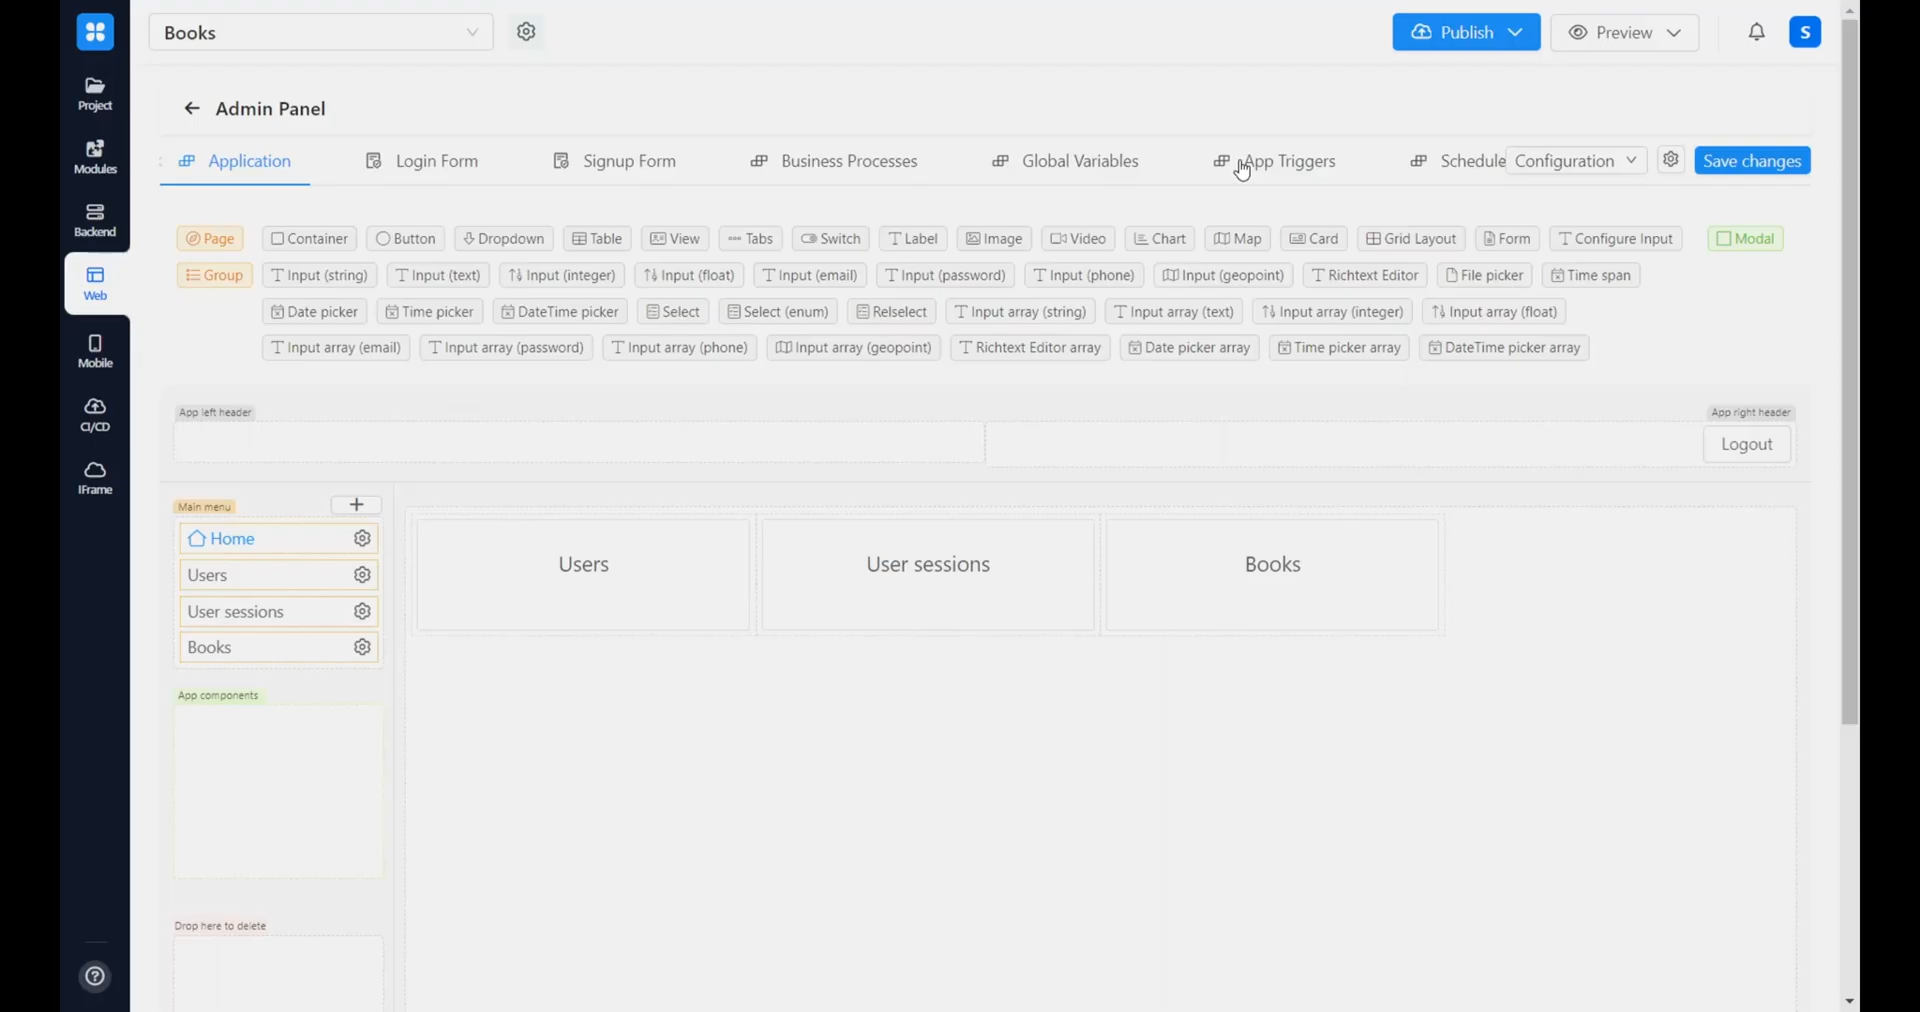 Books
Publish
Preview
S
Project
Modules
Backend
Web
Mobile
CI/CD
IFrame
Admin Panel
Application
Login Form
Signup Form
Business Processes
Global Variables
App Triggers
Schedule
Configuration
Save changes
Page
Container
Button
Dropdown
Table
View
Tabs
Switch
Label
Image
Video
Chart
Map
Card
Grid Layout
Form
Configure Input
Modal
Group
Input (string)
Input (text)
Input (integer)
Input (float)
Input (email)
Input (password)
Input (phone)
Input (geopoint)
Richtext Editor
File picker
Time span
Date picker
Time picker
DateTime picker
Select
Select (enum)
Relselect
Input array (string)
Input array (text)
Input array (integer)
Input array (float)
Input array (email)
Input array (password)
Input array (phone)
Input array (geopoint)
Richtext Editor array
Date picker array
Time picker array
DateTime picker array
App left header
App right header
Logout
Main menu
Home
Users
User sessions
Books
Users
User sessions
Books
App components
Drop here to delete